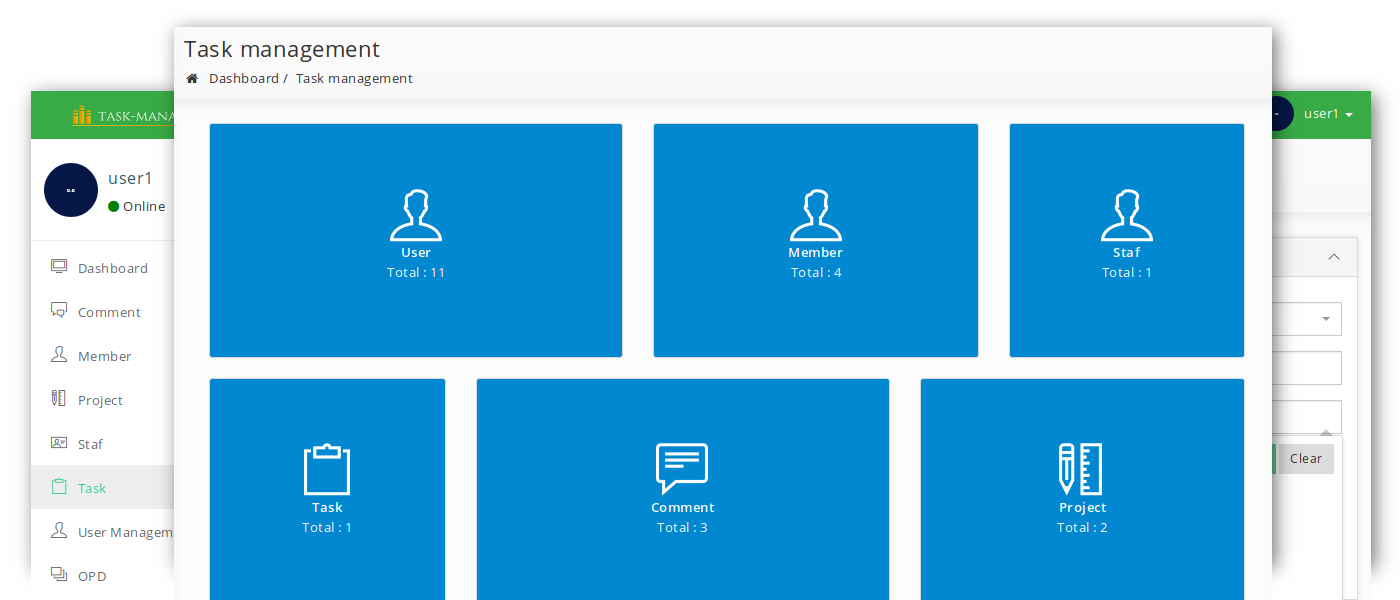 Task management
Dashboard / Task management
TASK-MANA
user1
user1
Online
Dashboard
Comment
Member
Project
Staf
Task
User Managem
OPD
User
Total : 11
Member
Total : 4
Staf
Total : 1
Task
Total : 1
Comment
Total : 3
Project
Total : 2
Clear